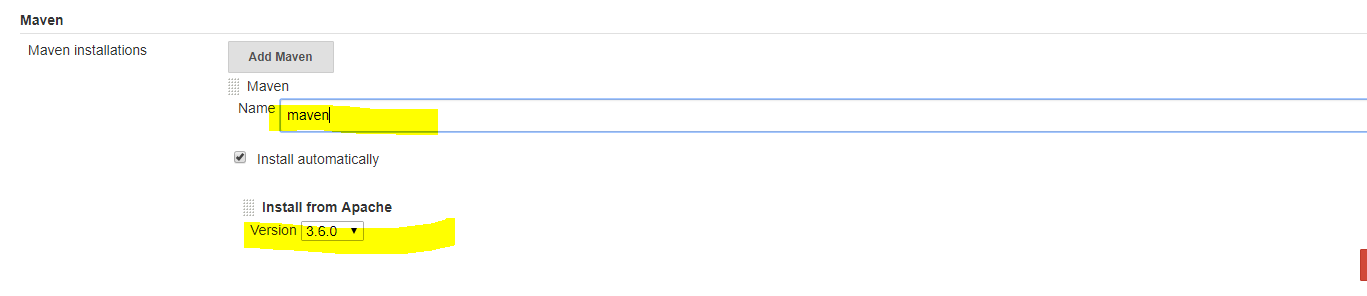 Maven
Maven installations
Add Maven
Maven
Name maven
Install automatically
Install from Apache
Version 3.6.0